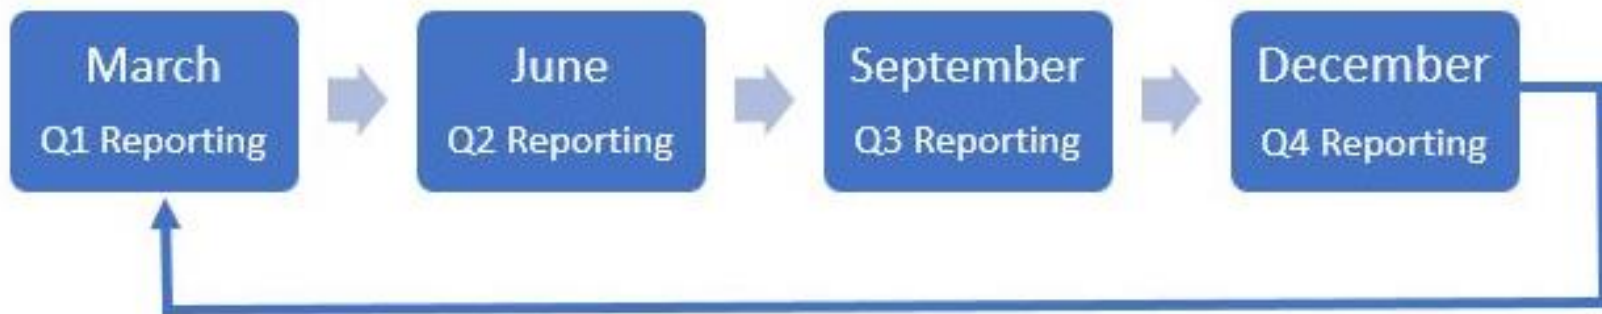 March
Q1 Reporting
June
Q2 Reporting
September
Q3 Reporting
December
Q4 Reporting